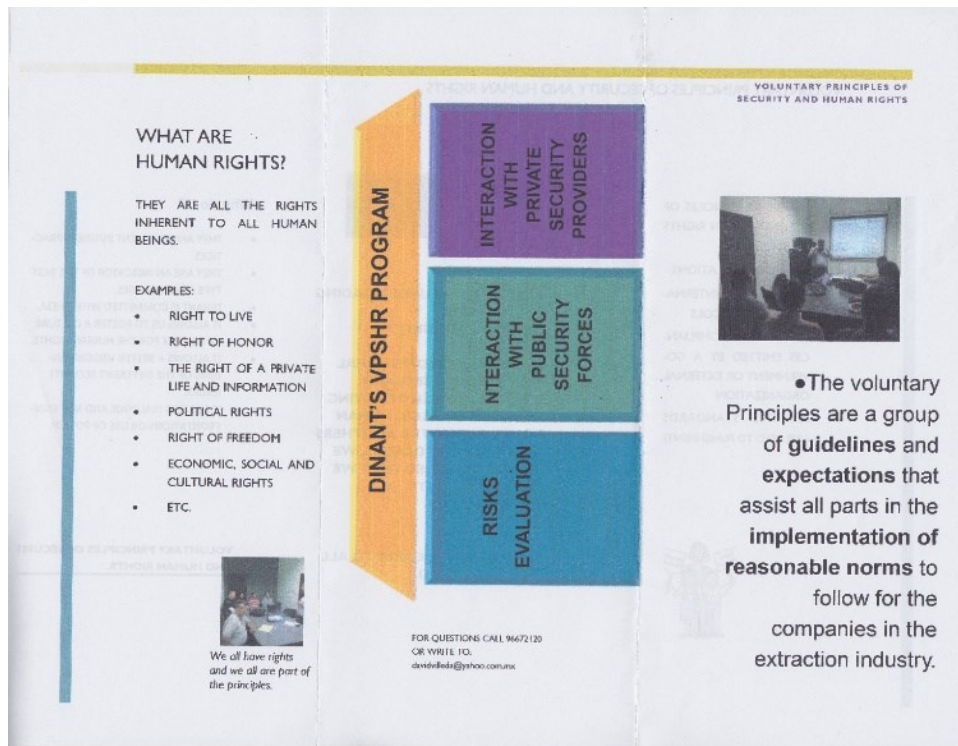 WHAT ARE
HUMAN RIGHTS?
THEY ARE ALL THE RIGHTS
INHERENT TO ALL HUMAN
BEINGS.
EXAMPLES:
• RIGHT TO LIVE
• RIGHT OF HONOR
• THE RIGHT OF A PRIVATE
LIFE AND INFORMATION
• POLITICAL RIGHTS
• RIGHT OF FREEDOM
• ECONOMIC, SOCIAL AND
CULTURAL RIGHTS
• ETC.
We all have rights
and we all are part of
the principles.
DINANT'S VPSHR PROGRAM
RISKS
EVALUATION
INTERACTION
WITH
PUBLIC
SECURITY
FORCES
INTERACTION
WITH
PRIVATE
SECURITY
PROVIDERS
FOR QUESTIONS CALL 96672120
OR WRITE TO:
davidvilleda@yahoo.com.mx
VOLUNTARY PRINCIPLES OF
SECURITY AND HUMAN RIGHTS
•The voluntary
Principles are a group
of guidelines and
expectations that
assist all parts in the
implementation of
reasonable norms to
follow for the
companies in the
extraction industry.